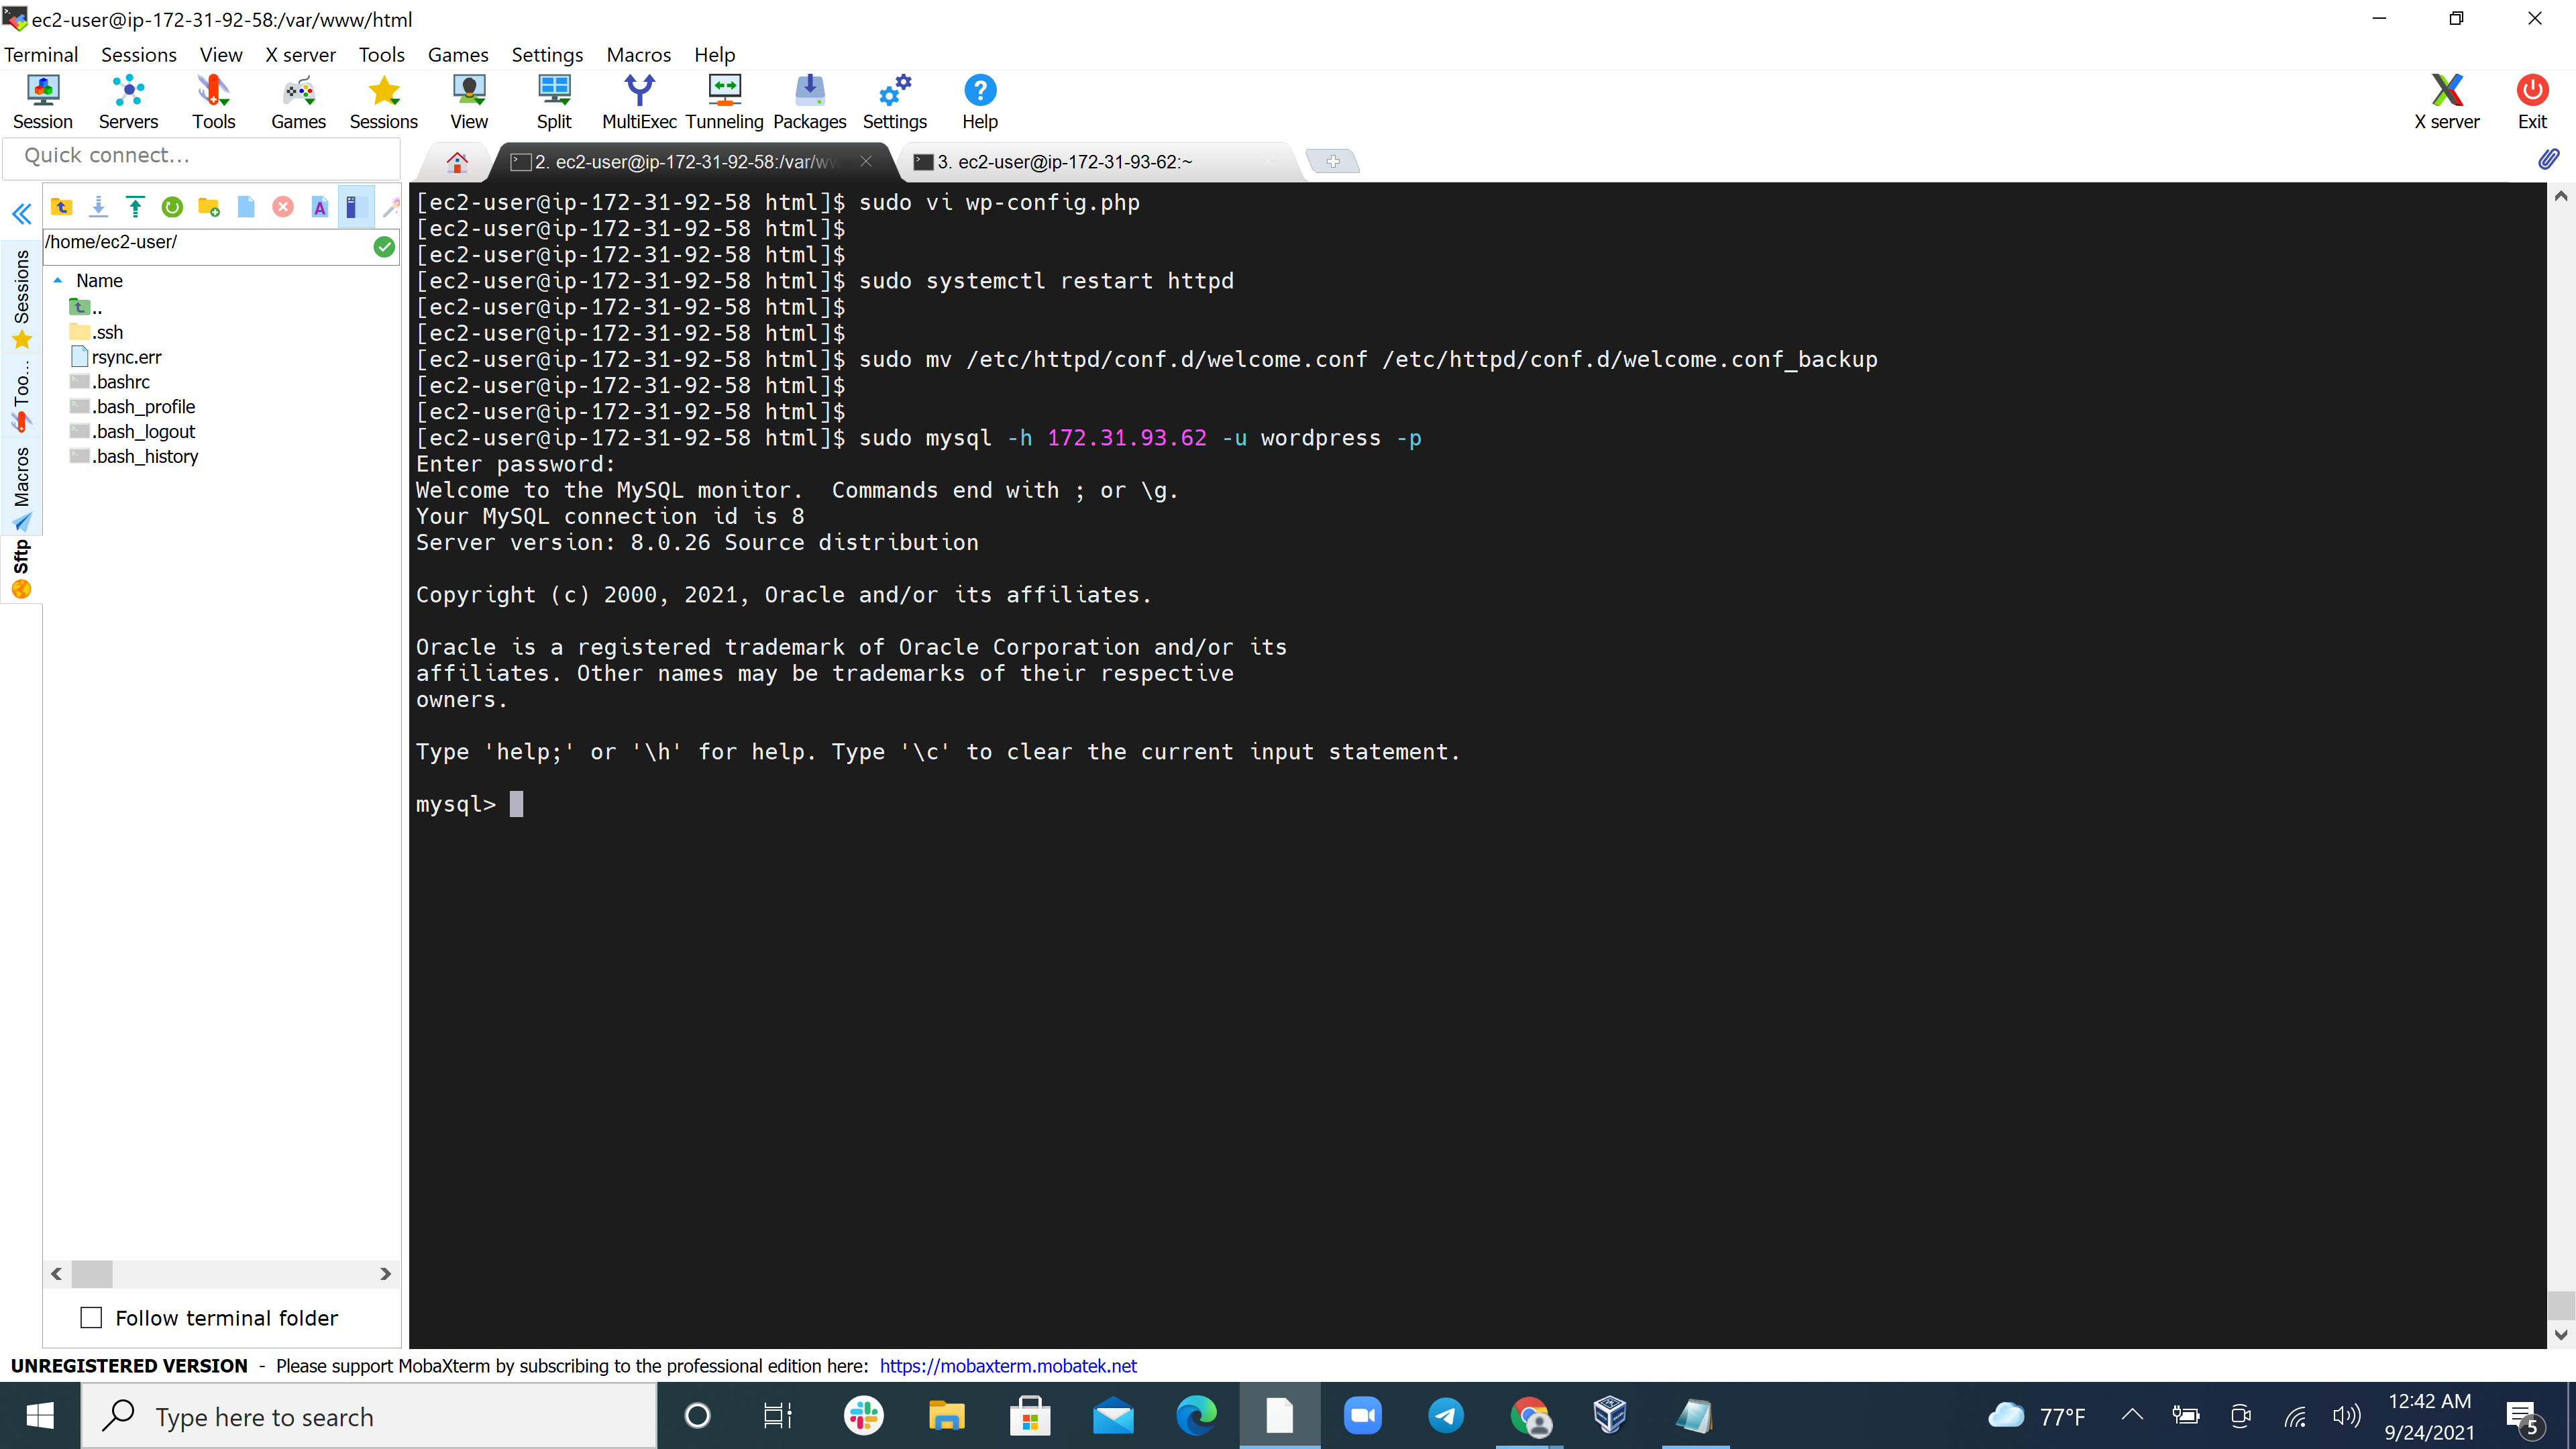 ec2-user@ip-172-31-92-58:/var/www/html
Terminal Sessions View X server Tools Games Settings Macros Help
Session Servers Tools Games Sessions View Split MultiExec Tunneling Packages Settings Help X server Exit
Quick connect...
2. ec2-user@ip-172-31-92-58:/var/ww
3. ec2-user@ip-172-31-93-62:~
/home/ec2-user/
Name
..
.ssh
rsync.err
.bashrc
.bash_profile
.bash_logout
.bash_history
Sessions
Too...
Macros
Sftp
Follow terminal folder
[ec2-user@ip-172-31-92-58 html]$ sudo vi wp-config.php
[ec2-user@ip-172-31-92-58 html]$
[ec2-user@ip-172-31-92-58 html]$
[ec2-user@ip-172-31-92-58 html]$ sudo systemctl restart httpd
[ec2-user@ip-172-31-92-58 html]$
[ec2-user@ip-172-31-92-58 html]$
[ec2-user@ip-172-31-92-58 html]$ sudo mv /etc/httpd/conf.d/welcome.conf /etc/httpd/conf.d/welcome.conf_backup
[ec2-user@ip-172-31-92-58 html]$
[ec2-user@ip-172-31-92-58 html]$
[ec2-user@ip-172-31-92-58 html]$ sudo mysql -h 172.31.93.62 -u wordpress -p
Enter password:
Welcome to the MySQL monitor.  Commands end with ; or \g.
Your MySQL connection id is 8
Server version: 8.0.26 Source distribution
Copyright (c) 2000, 2021, Oracle and/or its affiliates.
Oracle is a registered trademark of Oracle Corporation and/or its
affiliates. Other names may be trademarks of their respective
owners.
Type 'help;' or '\h' for help. Type '\c' to clear the current input statement.
mysql>
UNREGISTERED VERSION - Please support MobaXterm by subscribing to the professional edition here: https://mobaxterm.mobatek.net
Type here to search
77°F
12:42 AM
9/24/2021
5